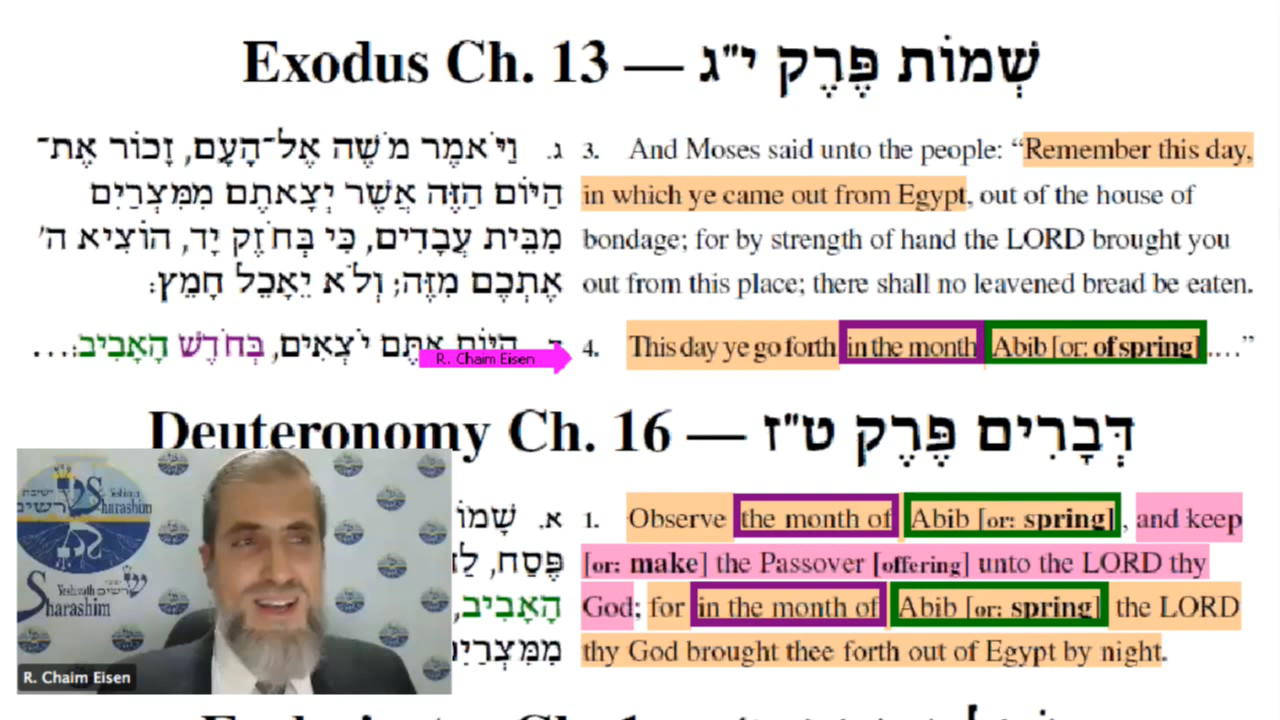 Exodus Ch. 13 — שְׁמוֹת פֶּרֶק י"ג
ג. וַיֹּאמֶר מֹשֶׁה אֶל־הָעָם, זָכוֹר אֶת־
הַיּוֹם הַזֶּה אֲשֶׁר יְצָאתֶם מִמִּצְרַיִם
מִבֵּית עֲבָדִים, כִּי בְּחֹזֶק יָד, הוֹצִיא ה'
אֶתְכֶם מִזֶּה; וְלֹא יֵאָכֵל חָמֵץ:
3. And Moses said unto the people: “Remember this day,
in which ye came out from Egypt, out of the house of
bondage; for by strength of hand the LORD brought you
out from this place; there shall no leavened bread be eaten.
הַיּוֹם אַתֶּם יֹצְאִים, בְּחֹדֶשׁ הָאָבִיב:...
R. Chaim Eisen
4. This day ye go forth in the month Abib [or: of spring]....”
Deuteronomy Ch. 16 — דְּבָרִים פֶּרֶק ט"ז
א. שָׁמוֹ
פֶּסַח,
הָאָבִיב,
1. Observe the month of Abib [or: spring], and keep
[or: make] the Passover [offering] unto the LORD thy
God; for in the month of Abib [or: spring] the LORD
thy God brought thee forth out of Egypt by night.
ישיבת
שרשים
Yeshivath
Sharashim
Yeshivath שרשים
Sharashim
R. Chaim Eisen